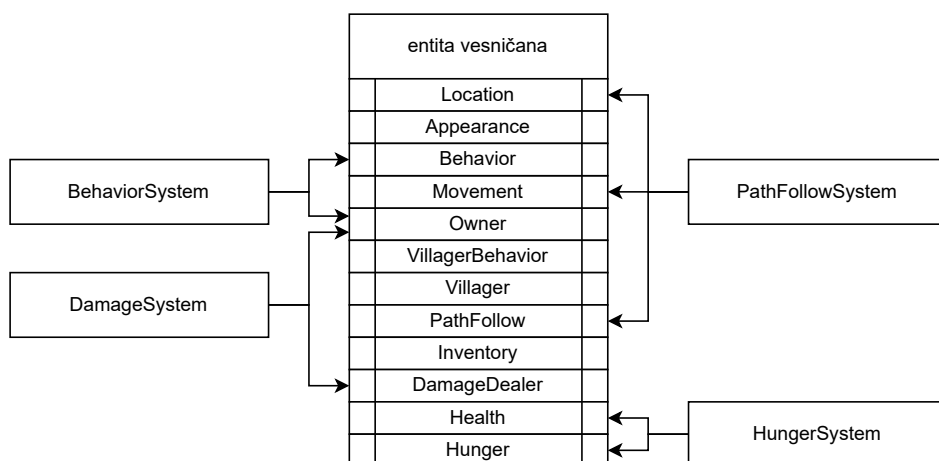 entita vesničana
Location
Appearance
Behavior
Movement
Owner
VillagerBehavior
Villager
PathFollow
Inventory
DamageDealer
Health
Hunger
BehaviorSystem
DamageSystem
PathFollowSystem
HungerSystem